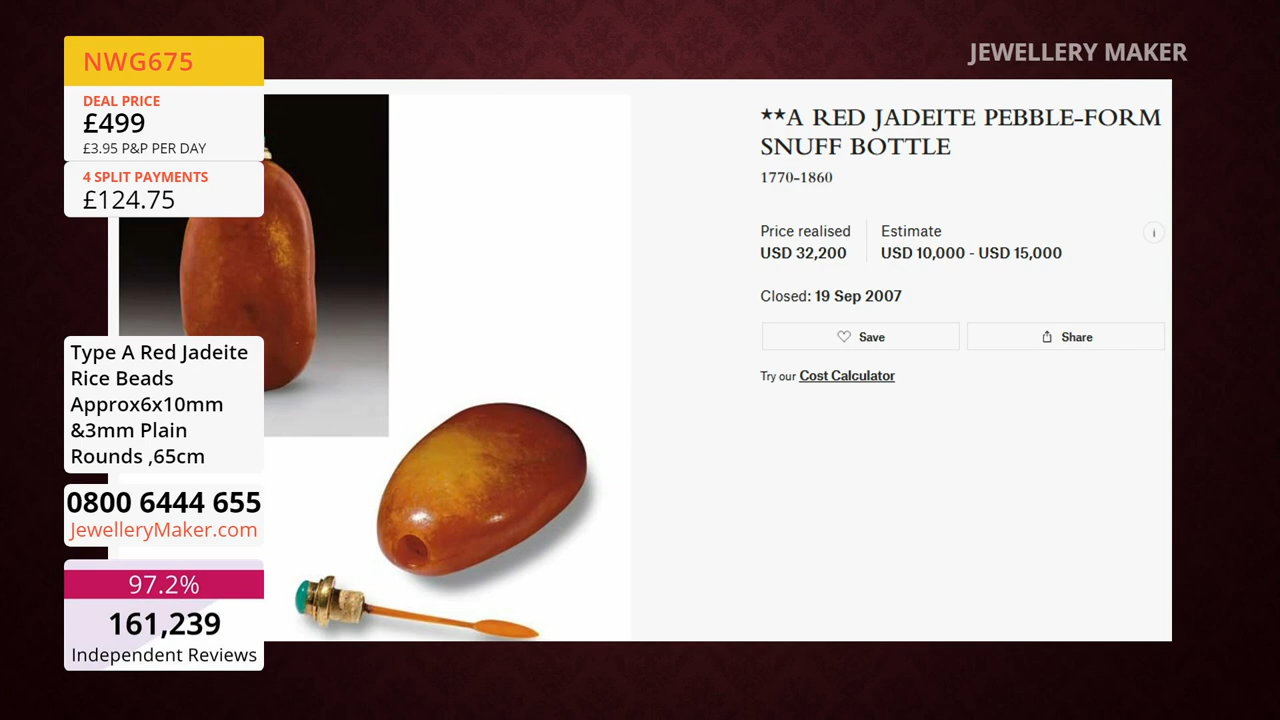 NWG675
DEAL PRICE
£499
£3.95 P&P PER DAY
4 SPLIT PAYMENTS
£124.75
Type A Red Jadeite
Rice Beads
Approx6x10mm
&3mm Plain
Rounds ,65cm
0800 6444 655
JewelleryMaker.com
97.2%
161,239
Independent Reviews
JEWELLERY MAKER
**A RED JADEITE PEBBLE-FORM
SNUFF BOTTLE
1770-1860
Price realised
USD 32,200
Estimate
USD 10,000 - USD 15,000
i
Closed: 19 Sep 2007
Save
Share
Try our Cost Calculator